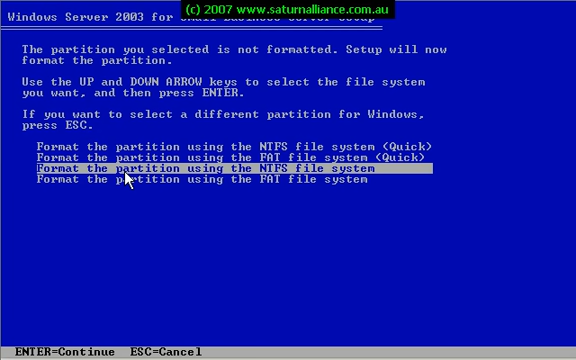 (c) 2007 www.saturnalliance.com.au
Windows Server 2003 for Small Business Server Setup
The partition you selected is not formatted. Setup will now
format the partition.
Use the UP and DOWN ARROW keys to select the file system
you want, and then press ENTER.
If you want to select a different partition for Windows,
press ESC.
Format the partition using the NTFS file system (Quick)
Format the partition using the FAT file system (Quick)
Format the partition using the NTFS file system
Format the partition using the FAT file system
ENTER=Continue ESC=Cancel